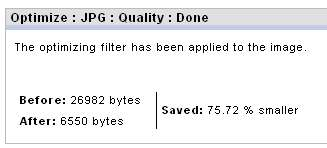 Optimize : JPG : Quality : Done
The optimizing filter has been applied to the image.
Before: 26982 bytes
After: 6550 bytes
Saved: 75.72 % smaller